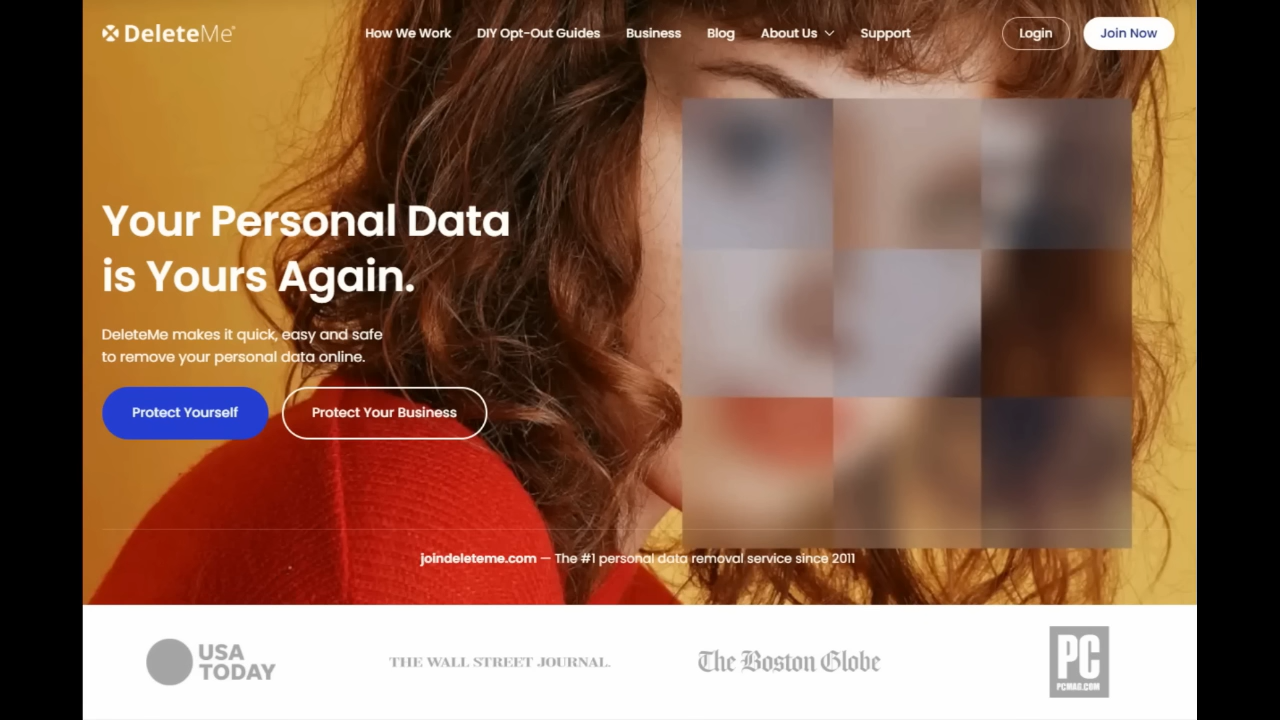 DeleteMe®
How We Work
DIY Opt-Out Guides
Business
Blog
About Us
Support
Login
Join Now
Your Personal Data
is Yours Again.
DeleteMe makes it quick, easy and safe
to remove your personal data online.
Protect Yourself
Protect Your Business
joindeleteme.com — The #1 personal data removal service since 2011
USA
TODAY
THE WALL STREET JOURNAL.
The Boston Globe
PC
PCMAG.COM